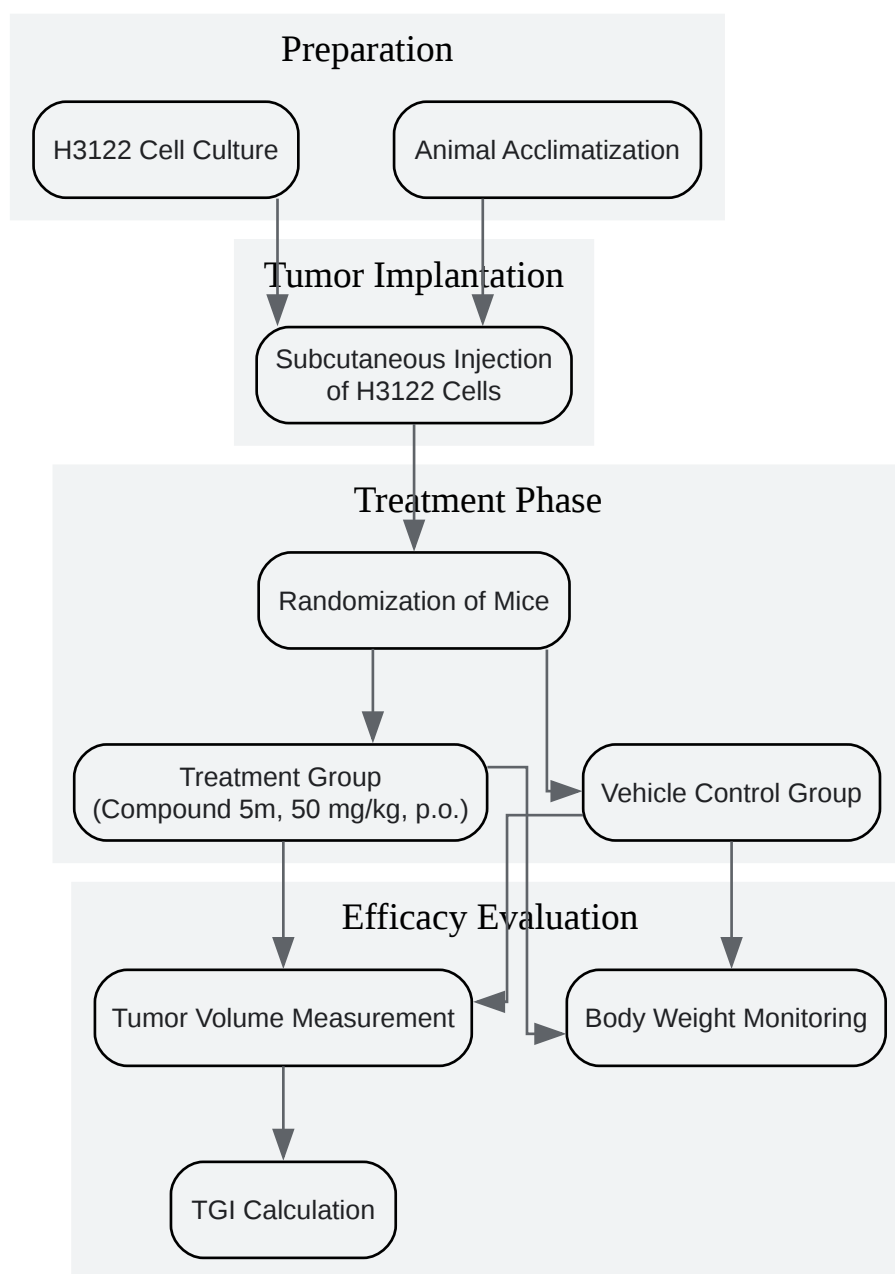 Preparation
H3122 Cell Culture
Animal Acclimatization
Tumor Implantation
Subcutaneous Injection
of H3122 Cells
Treatment Phase
Randomization of Mice
Treatment Group
(Compound 5m, 50 mg/kg, p.o.)
Vehicle Control Group
Efficacy Evaluation
Tumor Volume Measurement
Body Weight Monitoring
TGI Calculation